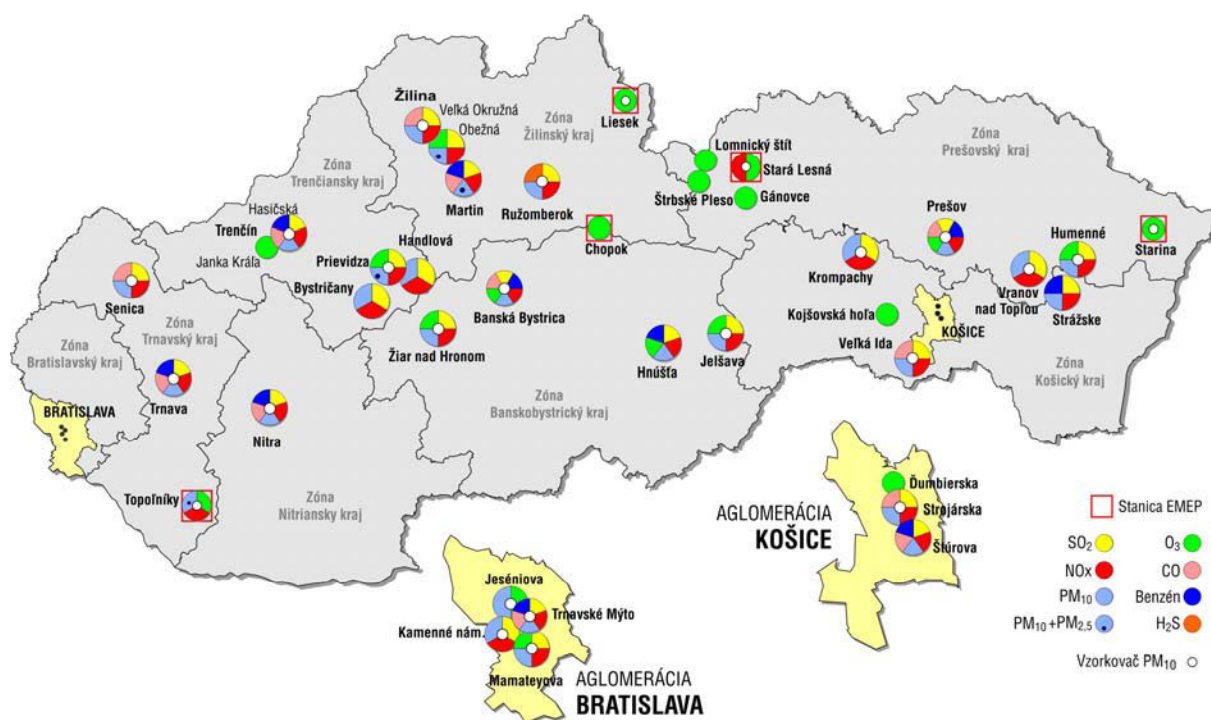 Žilina
Veľká Okružná
Obežná
Zóna
Žilinský kraj
Liesek
Lomnický štít
Stará Lesná
Štrbské Pleso
Gánovce
Zóna
Prešovský kraj
Zóna
Trenčiansky kraj
Martin
Ružomberok
Chopok
Hasičská
Trenčín
Janka Kráľa
Handlová
Prievidza
Bystričany
Prešov
Humenné
Starina
Krompachy
Vranov
nad Topľou
Strážske
Senica
Banská Bystrica
Kojšovská hoľa
KOŠICE
Zóna
Bratislavský kraj
Zóna
Trnavský kraj
Žiar nad Hronom
Hnúšťa
Jelšava
Veľká Ida
Zóna
Košický kraj
Trnava
BRATISLAVA
Nitra
Zóna
Banskobystrický kraj
Topoľníky
Zóna
Nitriansky kraj
Ďumbierska
Strojárska
Štúrova
AGLOMERÁCIA
KOŠICE
Jeséniova
Trnavské Mýto
Kamenné nám.
Mamateyova
AGLOMERÁCIA
BRATISLAVA
Stanica EMEP
SO2 O3
NOx CO
PM10 Benzén
PM10+PM2,5 H2S
Vzorkovač PM10